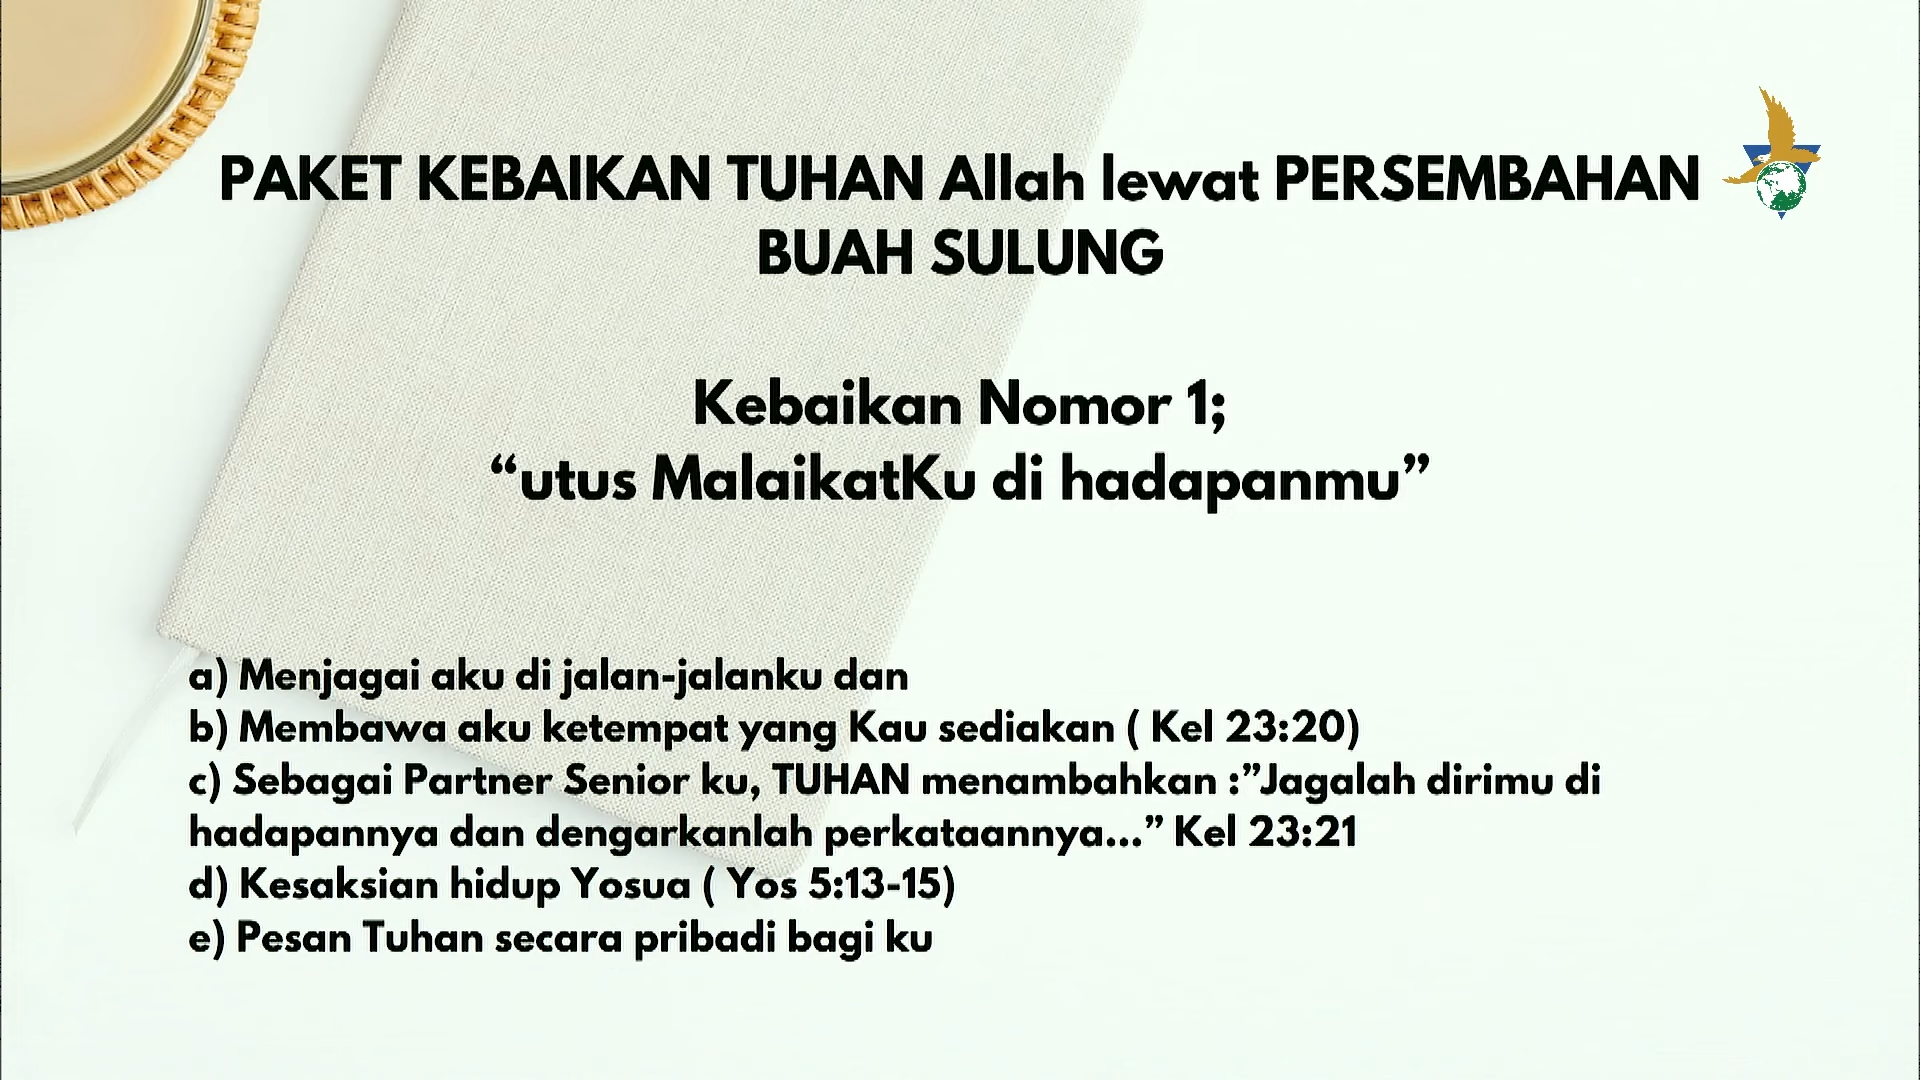 PAKET KEBAIKAN TUHAN Allah lewat PERSEMBAHAN
BUAH SULUNG
Kebaikan Nomor 1;
“utus MalaikatKu di hadapanmu”
a) Menjagai aku di jalan-jalanku dan
b) Membawa aku ketempat yang Kau sediakan ( Kel 23:20)
c) Sebagai Partner Senior ku, TUHAN menambahkan :”Jagalah dirimu di
hadapannya dan dengarkanlah perkataannya...” Kel 23:21
d) Kesaksian hidup Yosua ( Yos 5:13-15)
e) Pesan Tuhan secara pribadi bagi ku